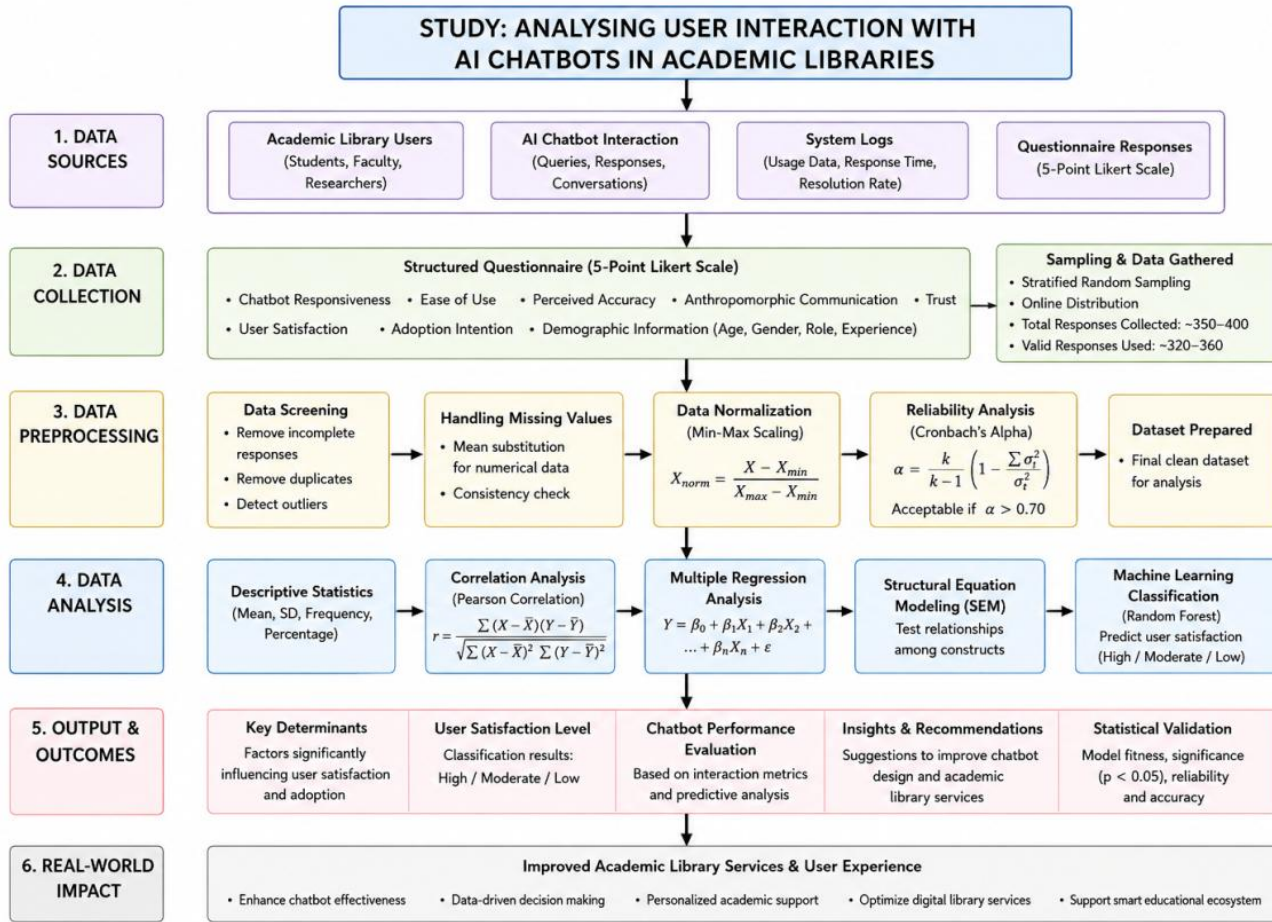 STUDY: ANALYSING USER INTERACTION WITH
AI CHATBOTS IN ACADEMIC LIBRARIES
1. DATA
SOURCES
Academic Library Users
(Students, Faculty,
Researchers)
AI Chatbot Interaction
(Queries, Responses,
Conversations)
System Logs
(Usage Data, Response Time,
Resolution Rate)
Questionnaire Responses
(5-Point Likert Scale)
2. DATA
COLLECTION
Structured Questionnaire (5-Point Likert Scale)
• Chatbot Responsiveness • Ease of Use • Perceived Accuracy • Anthropomorphic Communication • Trust
• User Satisfaction • Adoption Intention • Demographic Information (Age, Gender, Role, Experience)
Sampling & Data Gathered
• Stratified Random Sampling
• Online Distribution
• Total Responses Collected: ~350–400
• Valid Responses Used: ~320–360
3. DATA
PREPROCESSING
Data Screening
• Remove incomplete
responses
• Remove duplicates
• Detect outliers
Handling Missing Values
• Mean substitution
for numerical data
• Consistency check
Data Normalization
(Min-Max Scaling)
X_norm = (X − X_min) / (X_max − X_min)
Reliability Analysis
(Cronbach's Alpha)
α = k / (k − 1) (1 − Σ σ_t² / σ_t²)
Acceptable if α > 0.70
Dataset Prepared
• Final clean dataset
for analysis
4. DATA
ANALYSIS
Descriptive Statistics
(Mean, SD, Frequency,
Percentage)
Correlation Analysis
(Pearson Correlation)
r = Σ (X − X̄)(Y − Ȳ) / √(Σ (X − X̄)² Σ (Y − Ȳ)²)
Multiple Regression
Analysis
Y = β₀ + β₁X₁ + β₂X₂ +
… + βₙXₙ + ε
Structural Equation
Modeling (SEM)
Test relationships
among constructs
Machine Learning
Classification
(Random Forest)
Predict user satisfaction
(High / Moderate / Low)
5. OUTPUT &
OUTCOMES
Key Determinants
Factors significantly
influencing user satisfaction
and adoption
User Satisfaction Level
Classification results:
High / Moderate / Low
Chatbot Performance
Evaluation
Based on interaction metrics
and predictive analysis
Insights & Recommendations
Suggestions to improve chatbot
design and academic
library services
Statistical Validation
Model fitness, significance
(p < 0.05), reliability
and accuracy
6. REAL-WORLD
IMPACT
Improved Academic Library Services & User Experience
• Enhance chatbot effectiveness • Data-driven decision making • Personalized academic support • Optimize digital library services • Support smart educational ecosystem